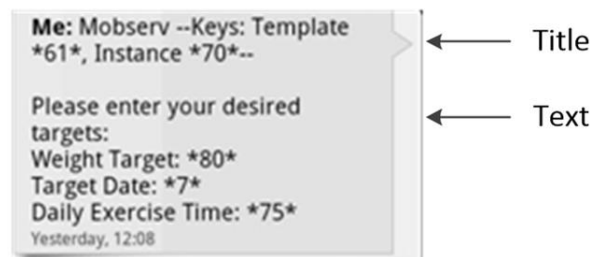 Me: Mobserv --Keys: Template
*61*, Instance *70*--
Title
Please enter your desired
targets:
Weight Target: *80*
Target Date: *7*
Daily Exercise Time: *75*
Yesterday, 12:08
Text